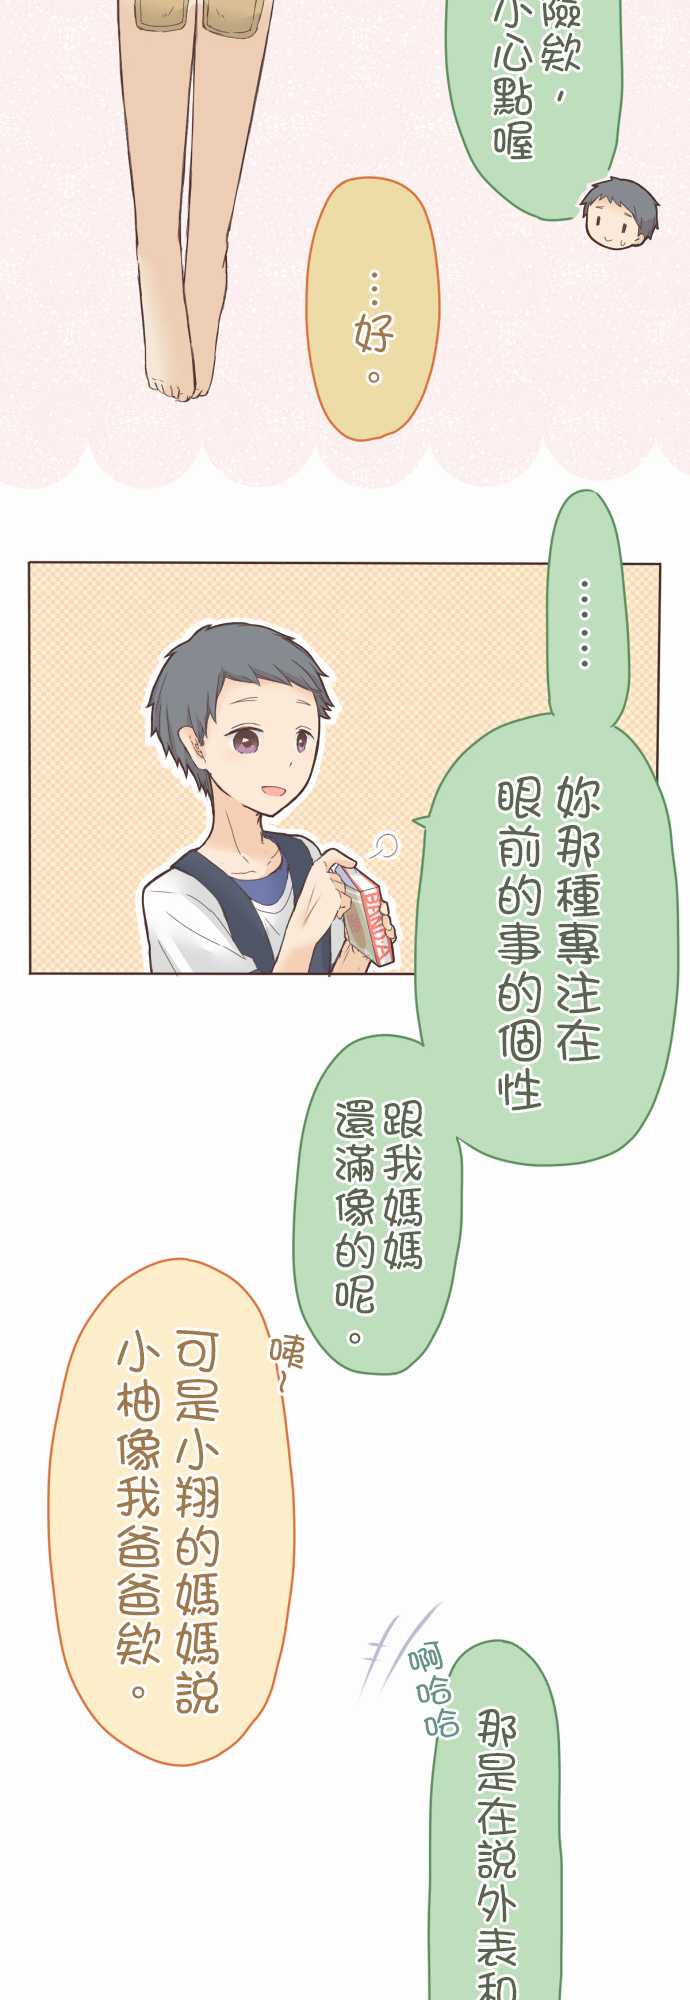 險欸，
小心點喔
…好。
………
妳那種專注在
眼前的事的個性
BAND-A
跟我媽媽
還滿像的呢。
咦~
可是小翔的媽媽說
小柚像我爸爸欸。
啊哈哈
那是在說外表和